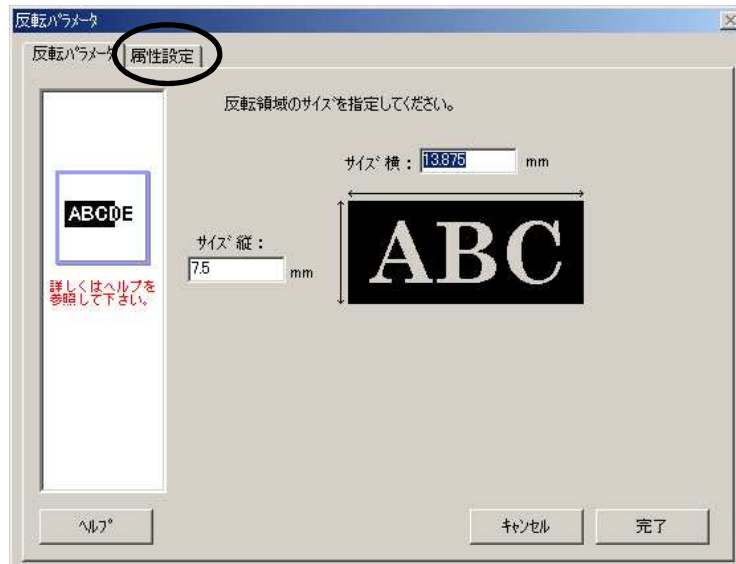 反転ﾊﾟﾗﾒｰﾀ
反転ﾊﾟﾗﾒｰﾀ 属性設定
反転領域のｻｲｽﾞを指定してください。
ｻｲｽﾞ横： 13.875 mm
ABCDE
ABC
ｻｲｽﾞ縦：
7.5 mm
詳しくはヘルプを
参照して下さい。
ﾍﾙﾌﾟ ｷｬﾝｾﾙ 完了